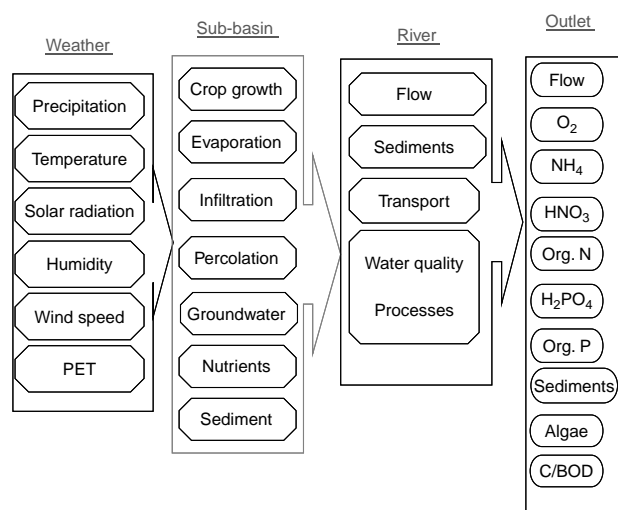 Weather
Precipitation
Temperature
Solar radiation
Humidity
Wind speed
PET
Sub-basin
Crop growth
Evaporation
Infiltration
Percolation
Groundwater
Nutrients
Sediment
River
Flow
Sediments
Transport
Water quality
Processes
Outlet
Flow
O₂
NH₄
HNO₃
Org. N
H₂PO₄
Org. P
Sediments
Algae
C/BOD